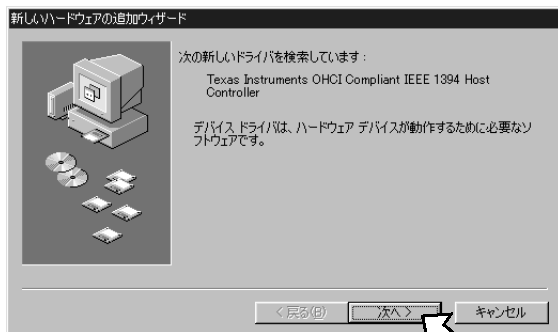 新しいハードウェアの追加ウィザード
次の新しいドライバを検索しています：
Texas Instruments OHCI Compliant IEEE 1394 Host
Controller
デバイス ドライバは、ハードウェア デバイスが動作するために必要なソ
フトウェアです。
< 戻る(B)
次へ >
キャンセル